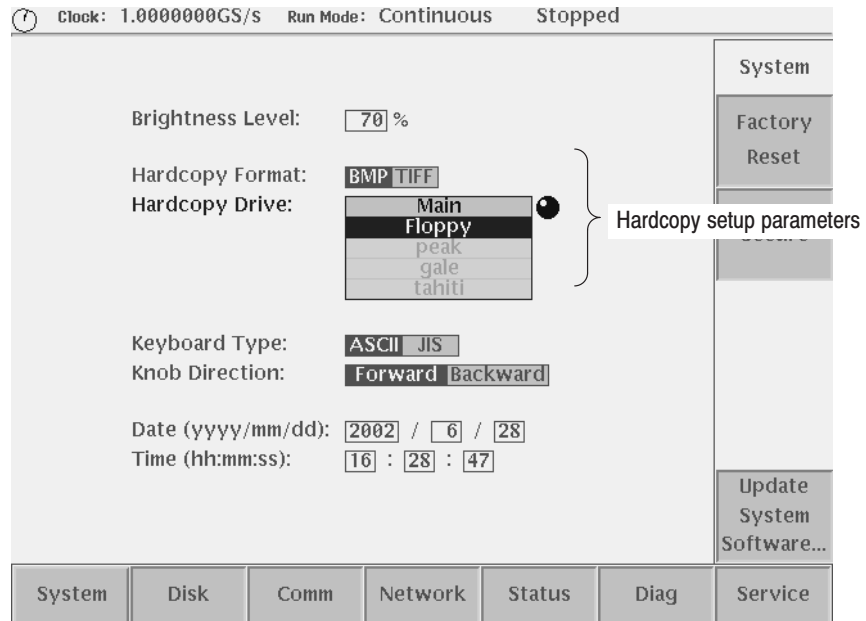 Clock: 1.0000000GS/s Run Mode: Continuous Stopped
System
Brightness Level: 70 %
Factory
Reset
Hardcopy Format: BMP TIFF
Hardcopy Drive: Main
Floppy
peak
gale
tahiti
Hardcopy setup parameters
Keyboard Type: ASCII JIS
Knob Direction: Forward Backward
Date (yyyy/mm/dd): 2002 / 6 / 28
Time (hh:mm:ss): 16 : 28 : 47
Update
System
Software...
System Disk Comm Network Status Diag Service